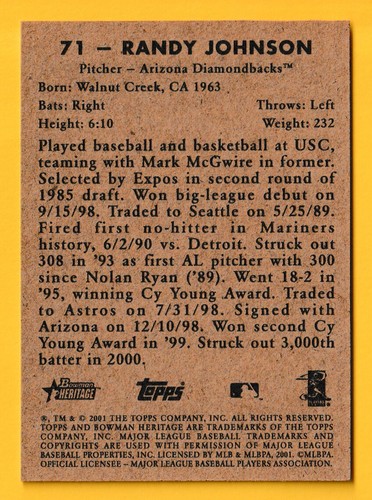 71 — RANDY JOHNSON
Pitcher – Arizona Diamondbacks™
Born: Walnut Creek, CA 1963
Bats: Right Throws: Left
Height: 6:10 Weight: 232
Played baseball and basketball at USC,
teaming with Mark McGwire in former.
Selected by Expos in second round of
1985 draft. Won big-league debut on
9/15/98. Traded to Seattle on 5/25/89.
Fired first no-hitter in Mariners
history, 6/2/90 vs. Detroit. Struck out
308 in '93 as first AL pitcher with 300
since Nolan Ryan ('89). Went 18-2 in
'95, winning Cy Young Award. Traded
to Astros on 7/31/98. Signed with
Arizona on 12/10/98. Won second Cy
Young Award in '99. Struck out 3,000th
batter in 2000.
Bowman HERITAGE topps
®, TM & © 2001 THE TOPPS COMPANY, INC. ALL RIGHTS RESERVED.
TOPPS AND BOWMAN HERITAGE ARE TRADEMARKS OF THE TOPPS
COMPANY, INC. MAJOR LEAGUE BASEBALL TRADEMARKS AND
COPYRIGHTS ARE USED WITH PERMISSION OF MAJOR LEAGUE
BASEBALL PROPERTIES, INC. LICENSED BY MLB & MLBPA, 2001. ©MLBPA.
OFFICIAL LICENSEE – MAJOR LEAGUE BASEBALL PLAYERS ASSOCIATION.